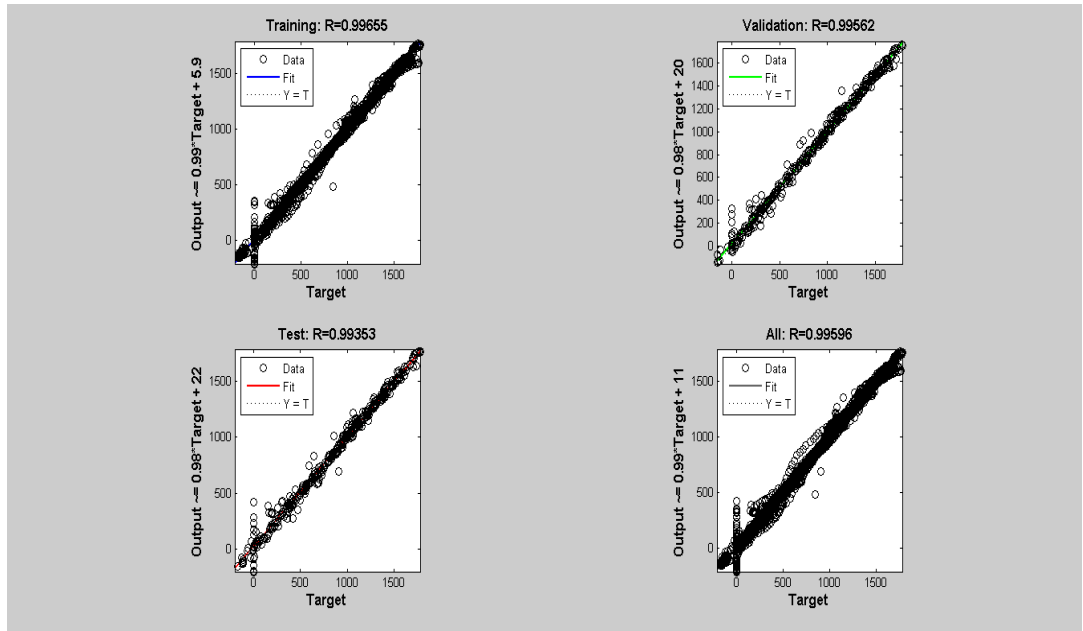 Training: R=0.99655
Output ~= 0.99*Target + 5.9
1500
1000
500
0
Data
Fit
Y = T
0 500 1000 1500
Target
Validation: R=0.99562
Output ~= 0.98*Target + 20
1600
1400
1200
1000
800
600
400
200
0
Data
Fit
Y = T
0 500 1000 1500
Target
Test: R=0.99353
Output ~= 0.98*Target + 22
1500
1000
500
0
Data
Fit
Y = T
0 500 1000 1500
Target
All: R=0.99596
Output ~= 0.99*Target + 11
1500
1000
500
0
Data
Fit
Y = T
0 500 1000 1500
Target